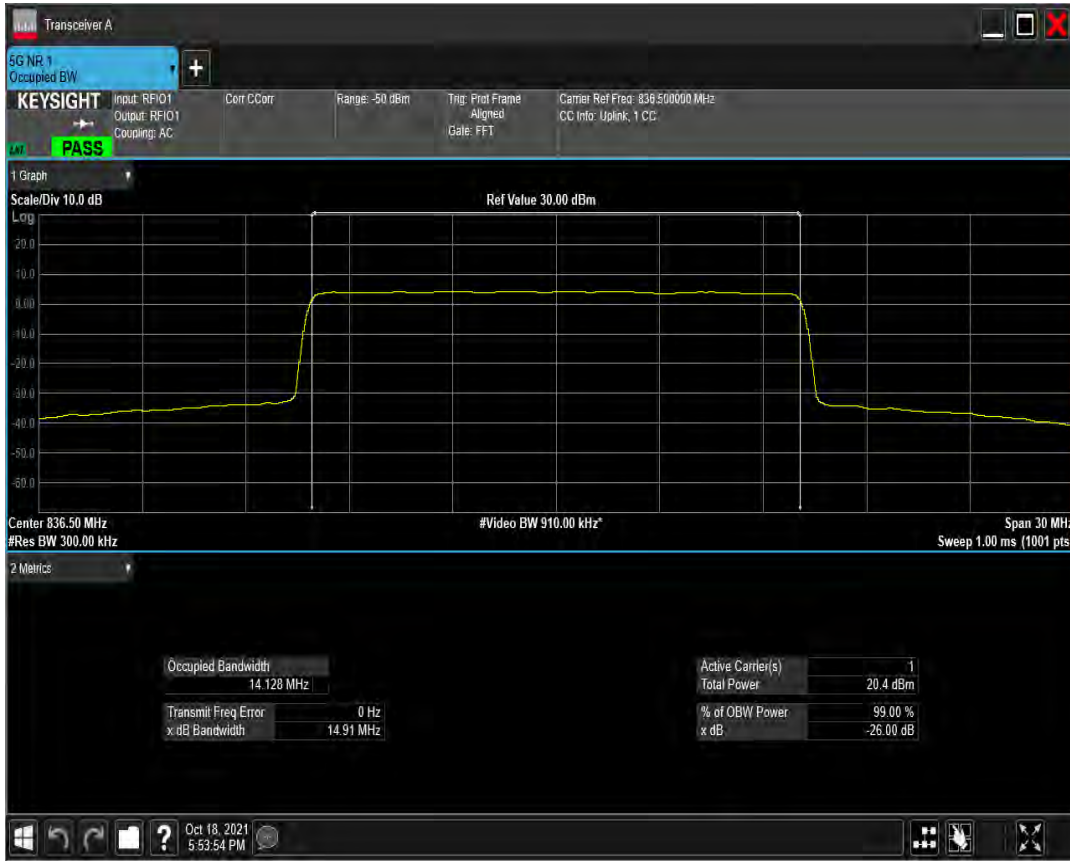 Transceiver A
5G NR 1
Occupied BW
+
KEYSIGHT
Input: RFIO1
Output: RFIO1
Coupling: AC
Corr CCorr
Range: -50 dBm
Trig: Prot Frame
Aligned
Gate: FFT
Carrier Ref Freq: 836.500000 MHz
CC Info: Uplink, 1 CC
PASS
1 Graph
Scale/Div 10.0 dB
Ref Value 30.00 dBm
Log
20.0
10.0
0.00
-10.0
-20.0
-30.0
-40.0
-50.0
-60.0
Center 836.50 MHz
#Video BW 910.00 kHz*
Span 30 MHz
#Res BW 300.00 kHz
Sweep 1.00 ms (1001 pts
2 Metrics
Occupied Bandwidth
14.128 MHz
Transmit Freq Error 0 Hz
x dB Bandwidth 14.91 MHz
Active Carrier(s) 1
Total Power 20.4 dBm
% of OBW Power 99.00 %
x dB -26.00 dB
?
Oct 18, 2021
5:53:54 PM